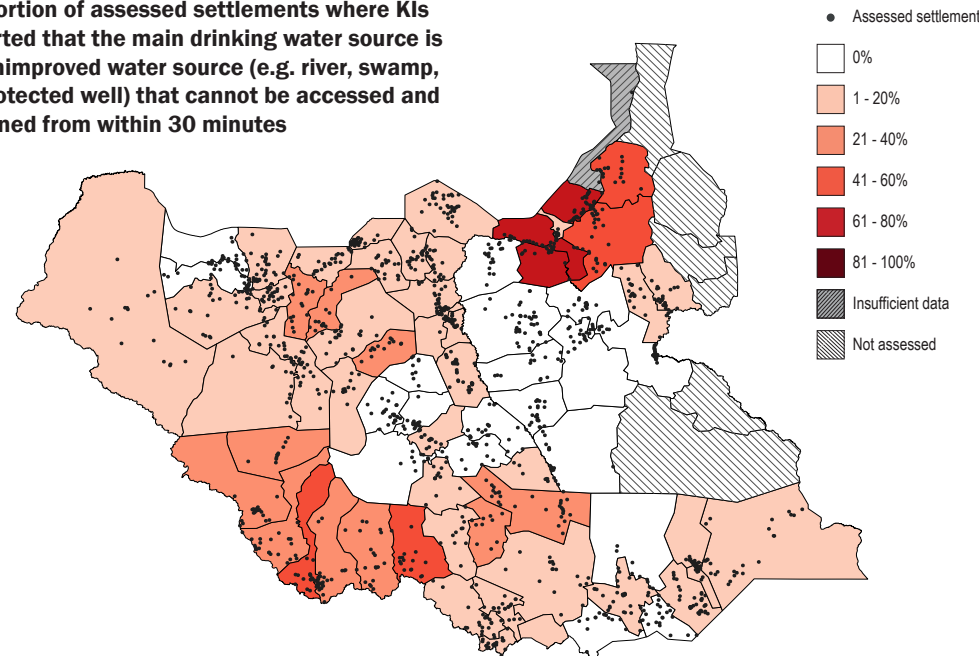 ortion of assessed settlements where KIs
rted that the main drinking water source is
nimproved water source (e.g. river, swamp,
otected well) that cannot be accessed and
ned from within 30 minutes
Assessed settlement
0%
1 - 20%
21 - 40%
41 - 60%
61 - 80%
81 - 100%
Insufficient data
Not assessed